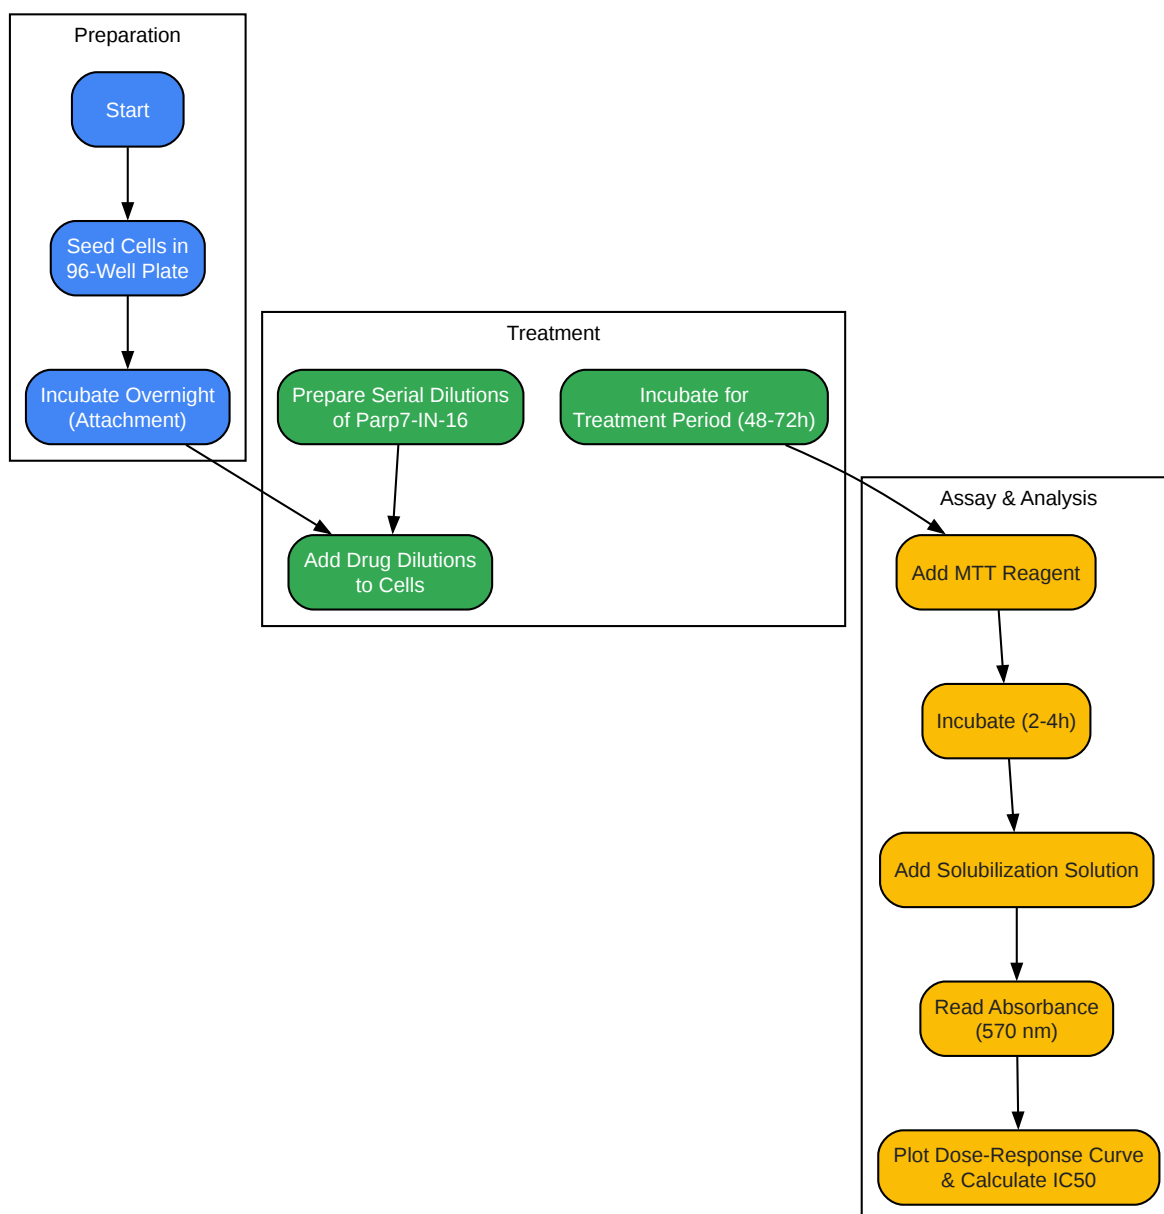 Preparation
Start
Seed Cells in
96-Well Plate
Incubate Overnight
(Attachment)
Treatment
Prepare Serial Dilutions
of Parp7-IN-16
Incubate for
Treatment Period (48-72h)
Add Drug Dilutions
to Cells
Assay & Analysis
Add MTT Reagent
Incubate (2-4h)
Add Solubilization Solution
Read Absorbance
(570 nm)
Plot Dose-Response Curve
& Calculate IC50